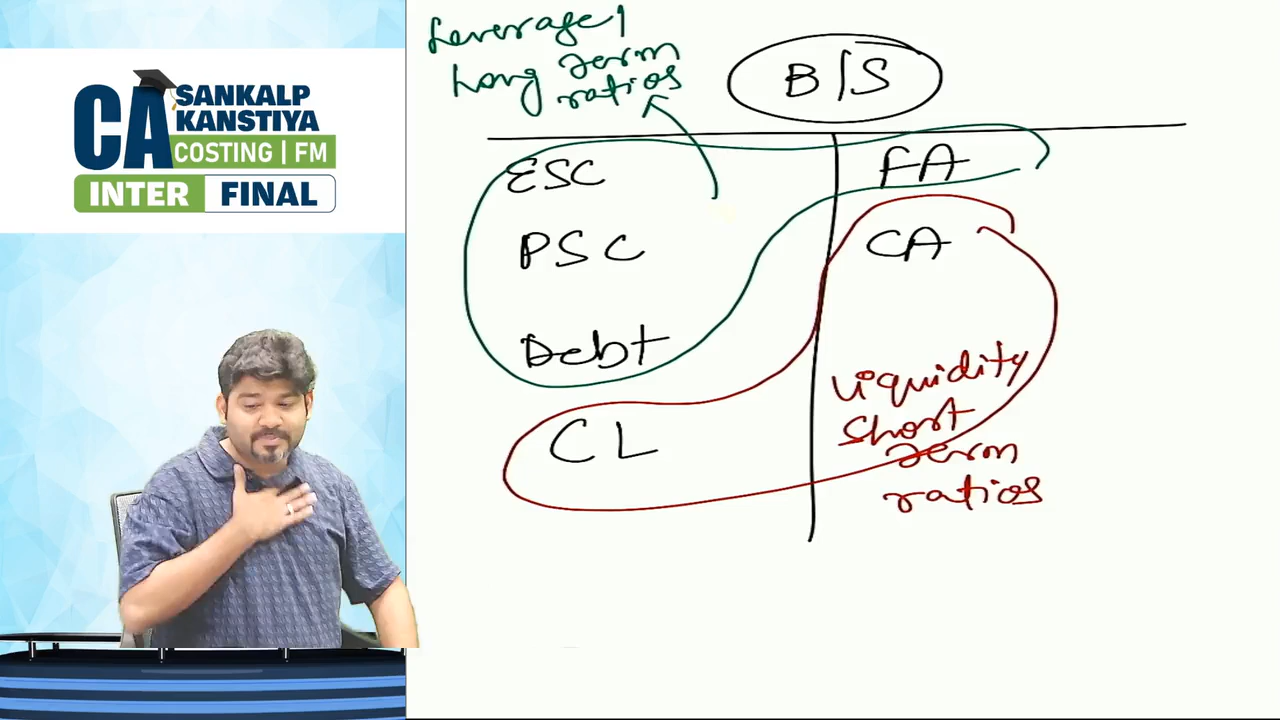 CA SANKALP
KANSTIYA
COSTING | FM
INTER FINAL
Leverage /
Long Term
ratios
B/S
ESC
FA
PSC
CA
Debt
Liquidity
CL
Short
Term
ratios